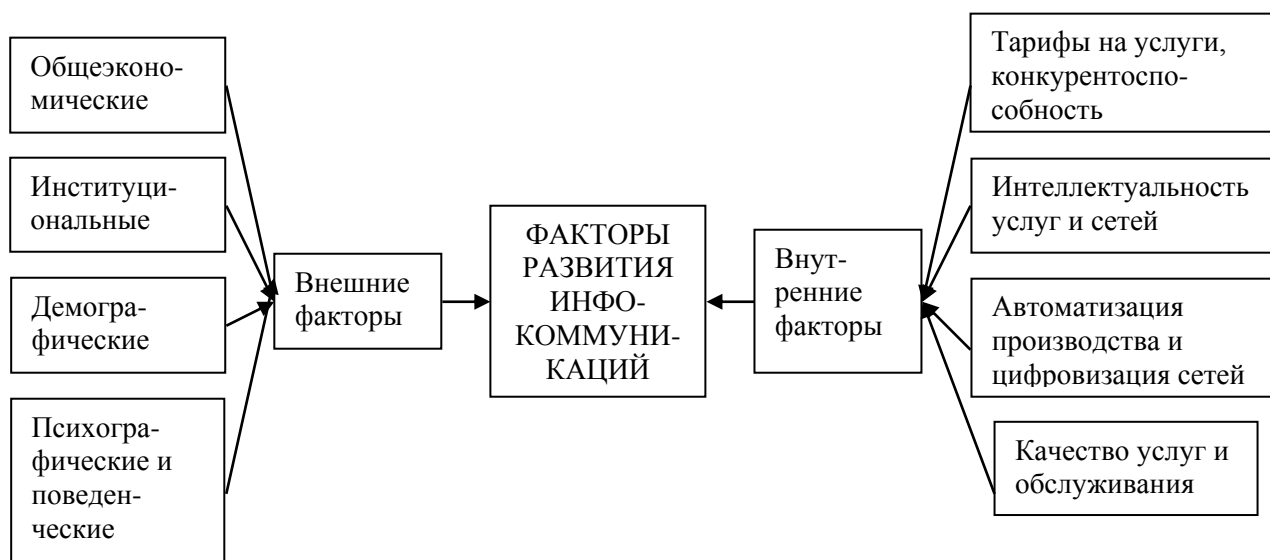 Общеэконо-
мические
Институци-
ональные
Демогра-
фические
Психогра-
фические и
поведен-
ческие
Внешние
факторы
ФАКТОРЫ
РАЗВИТИЯ
ИНФО-
КОММУНИ-
КАЦИЙ
Внут-
ренние
факторы
Тарифы на услуги,
конкурентоспо-
собность
Интеллектуальность
услуг и сетей
Автоматизация
производства и
цифровизация сетей
Качество услуг и
обслуживания